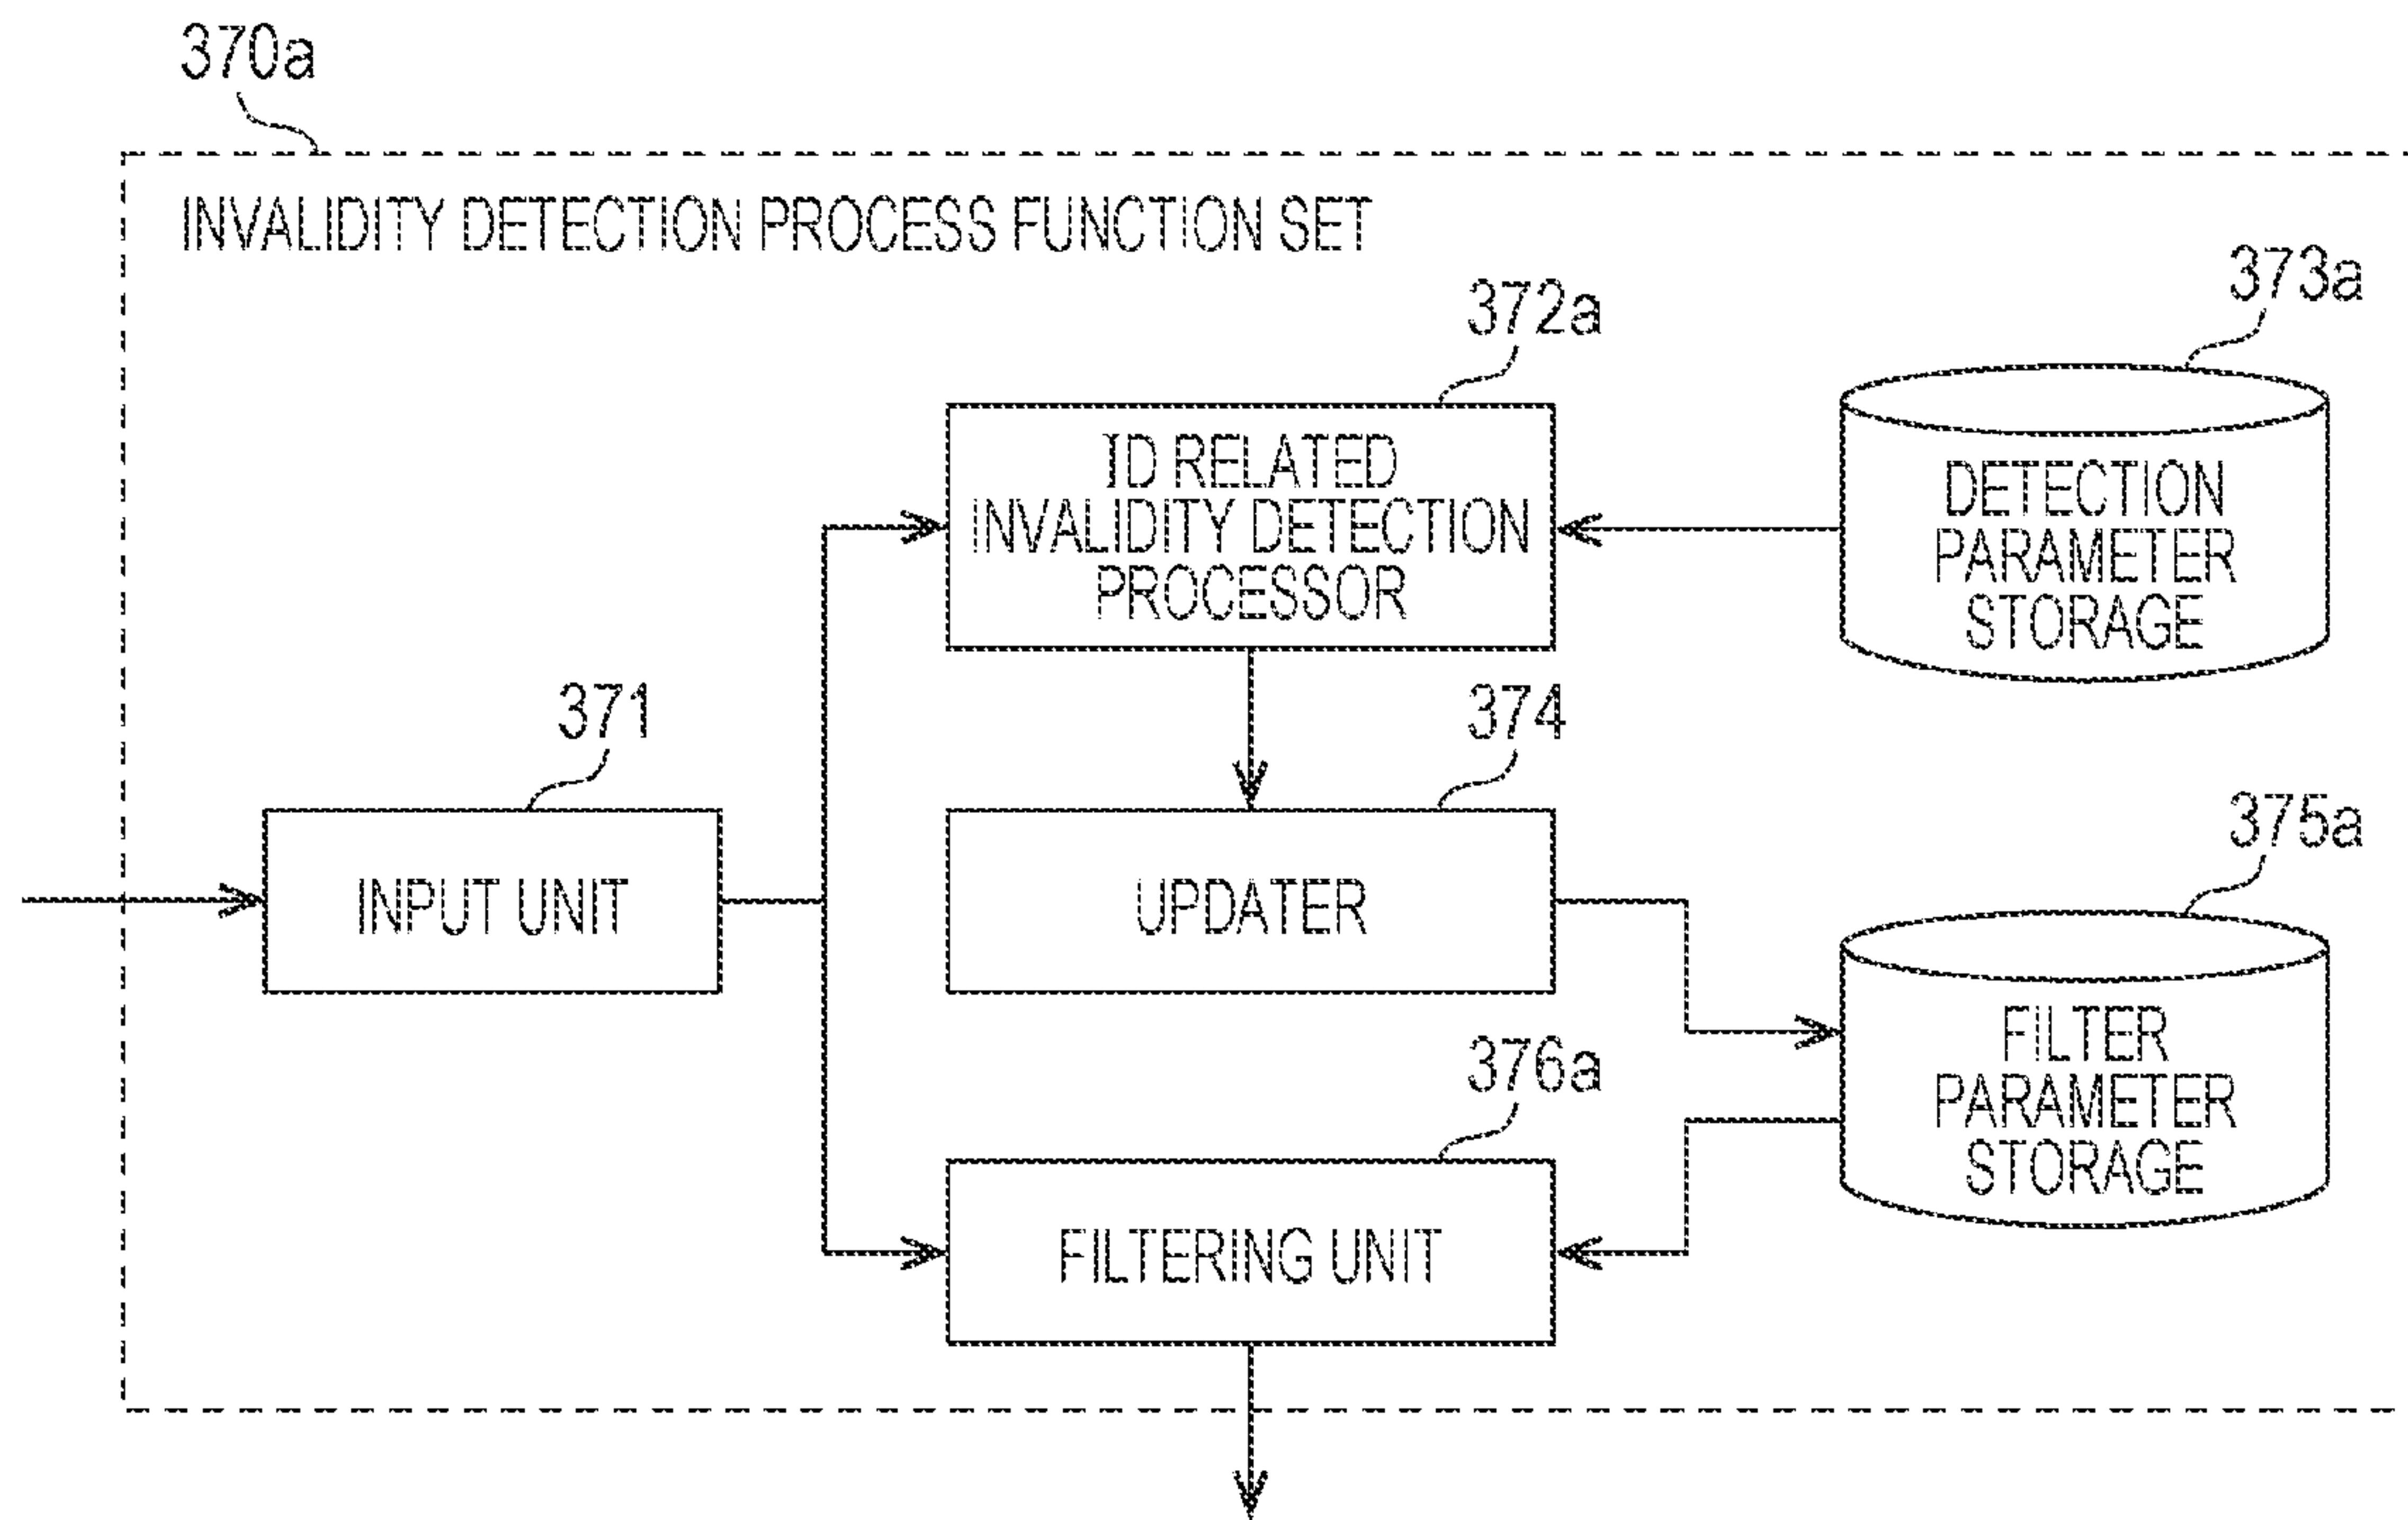 370a
INVALIDITY DETECTION PROCESS FUNCTION SET
373a
372a
ID RELATED
INVALIDITY DETECTION
PROCESSOR
DETECTION
PARAMETER
STORAGE
371
374
375a
INPUT UNIT
UPDATER
FILTER
PARAMETER
STORAGE
376a
FILTERING UNIT